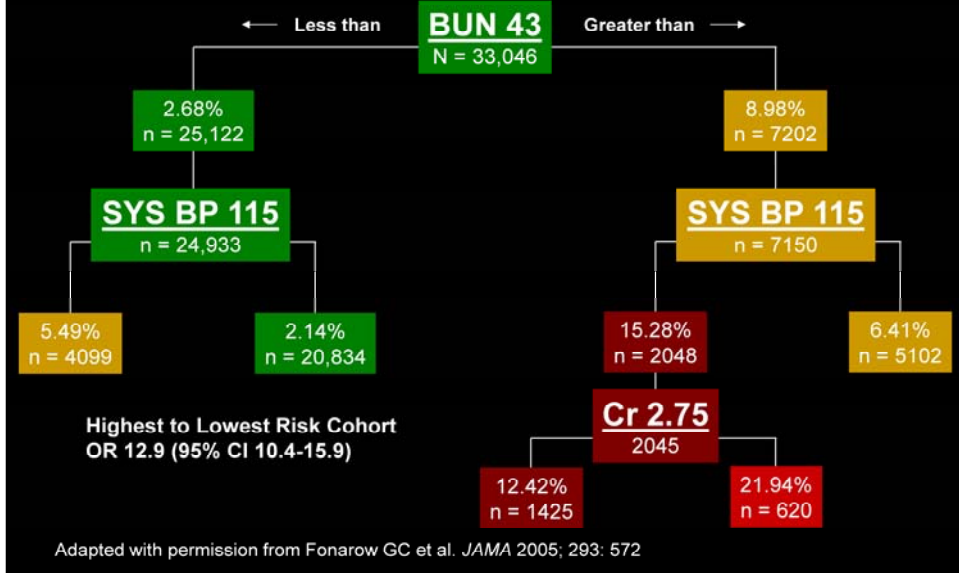 Less than
BUN 43
N = 33,046
Greater than
2.68%
n = 25,122
8.98%
n = 7202
SYS BP 115
n = 24,933
SYS BP 115
n = 7150
5.49%
n = 4099
2.14%
n = 20,834
15.28%
n = 2048
6.41%
n = 5102
Cr 2.75
2045
Highest to Lowest Risk Cohort
OR 12.9 (95% CI 10.4-15.9)
12.42%
n = 1425
21.94%
n = 620
Adapted with permission from Fonarow GC et al. JAMA 2005; 293: 572